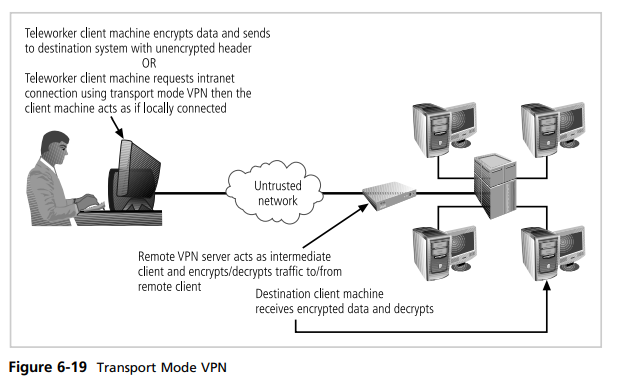 Teleworker client machine encrypts data and sends
to destination system with unencrypted header
OR
Teleworker client machine requests intranet
connection using transport mode VPN then the
client machine acts as if locally connected
Untrusted
network
Remote VPN server acts as intermediate
client and encrypts/decrypts traffic to/from
remote client
Destination client machine
receives encrypted data and decrypts
Figure 6-19 Transport Mode VPN